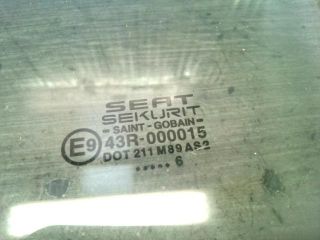 SEAT
SEKURIT
- SAINT - GOBAIN -
E9 43R-000015
DOT 211 M89 AS2
..... 6